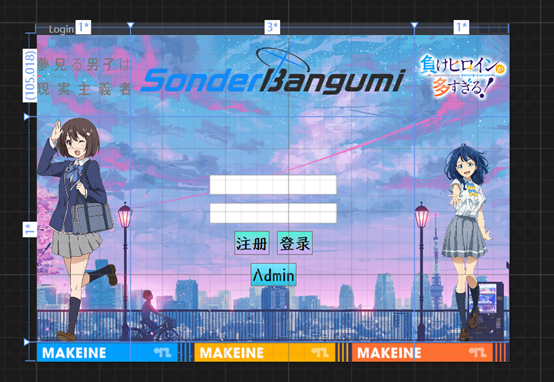 Login
1*
3*
1*
(105.018)
夢見る男子は
現実主義者
SonderBangumi
負けヒロインが
多すぎる!
1*
注册
登录
Admin
MAKEINE
MAKEINE
MAKEINE